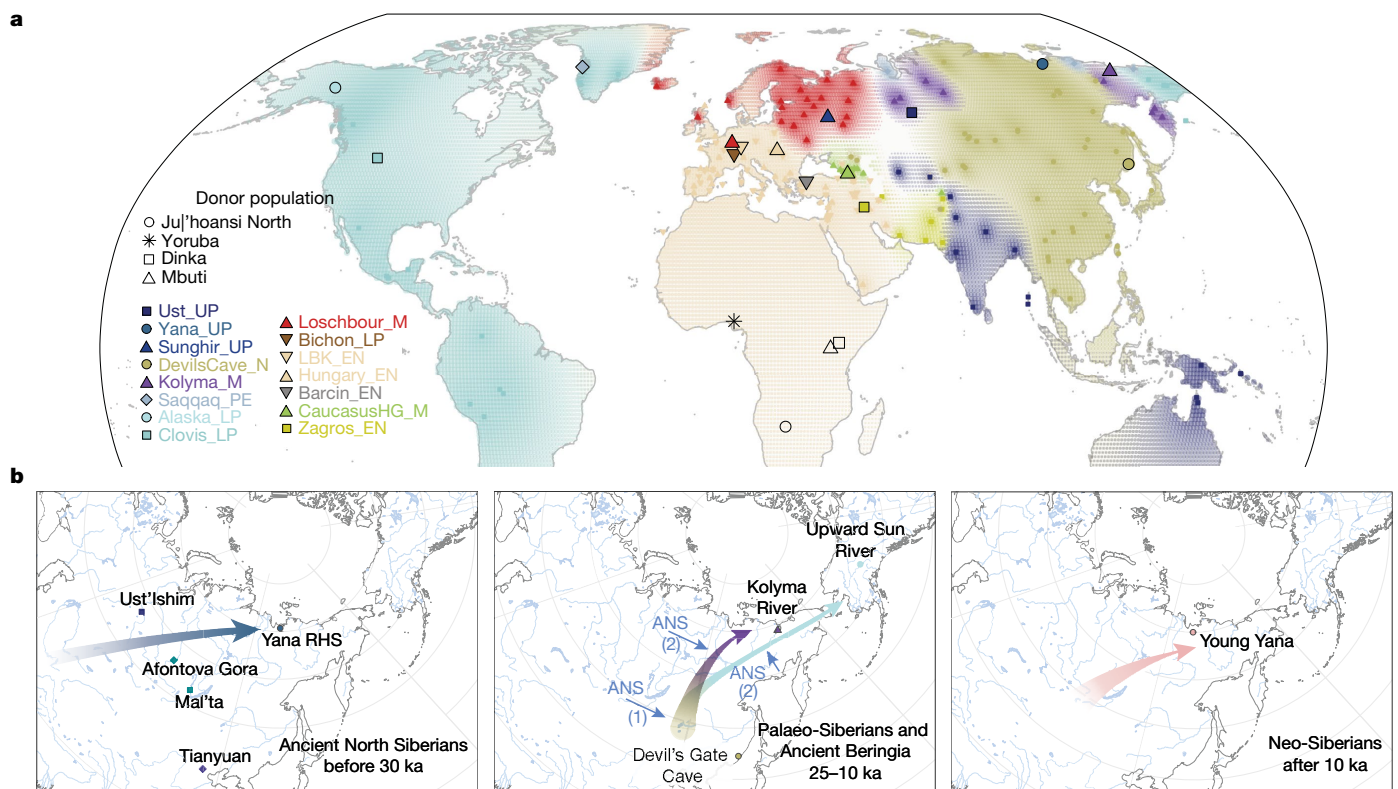 a
Donor population
Ju|'hoansi North
Yoruba
Dinka
Mbuti
Ust_UP
Yana_UP
Sunghir_UP
DevilsCave_N
Kolyma_M
Saqqaq_PE
Alaska_LP
Clovis_LP
Loschbour_M
Bichon_LP
LBK_EN
Hungary_EN
Barcin_EN
CaucasusHG_M
Zagros_EN
b
Ust'Ishim
Yana RHS
Afontova Gora
Mal'ta
Tianyuan
Ancient North Siberians
before 30 ka
Upward Sun
River
Kolyma
River
ANS
(2)
ANS
(2)
ANS
(1)
Devil's Gate
Cave
Palaeo-Siberians and
Ancient Beringia
25–10 ka
Young Yana
Neo-Siberians
after 10 ka